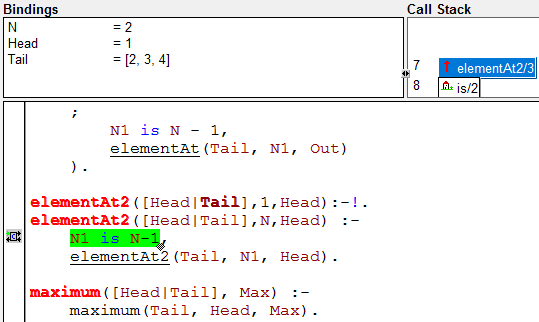 Bindings
N = 2
Head = 1
Tail = [2, 3, 4]
Call Stack
7 elementAt2/3
8 is/2
;
N1 is N - 1,
elementAt(Tail, N1, Out)
).
elementAt2([Head|Tail],1,Head):-!.
elementAt2([Head|Tail],N,Head) :-
N1 is N-1,
elementAt2(Tail, N1, Head).
maximum([Head|Tail], Max) :-
maximum(Tail, Head, Max).